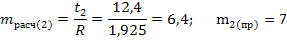 m_расч(2) = t_2/R = 12,4/1,925 = 6,4; m_2(пр) = 7